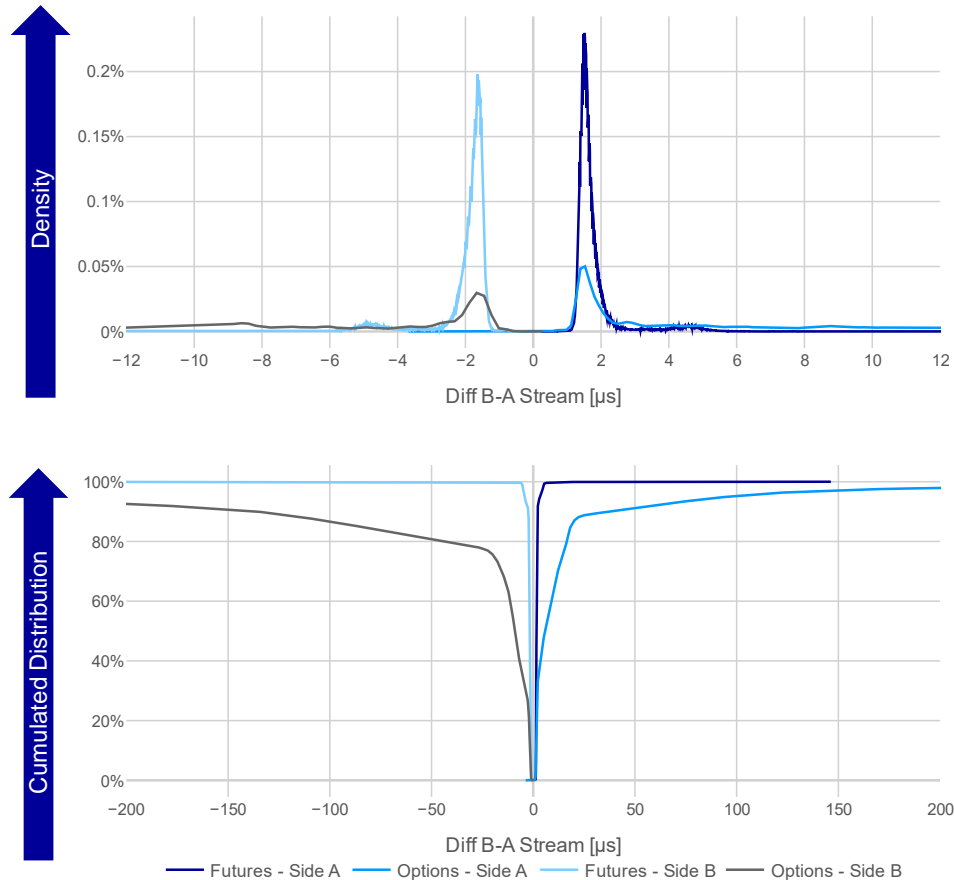 Density
0.2%
0.15%
0.1%
0.05%
0%
−12 −10 −8 −6 −4 −2 0 2 4 6 8 10 12
Diff B-A Stream [µs]
Cumulated Distribution
100%
80%
60%
40%
20%
0%
−200 −150 −100 −50 0 50 100 150 200
Diff B-A Stream [µs]
Futures - Side A Options - Side A Futures - Side B Options - Side B